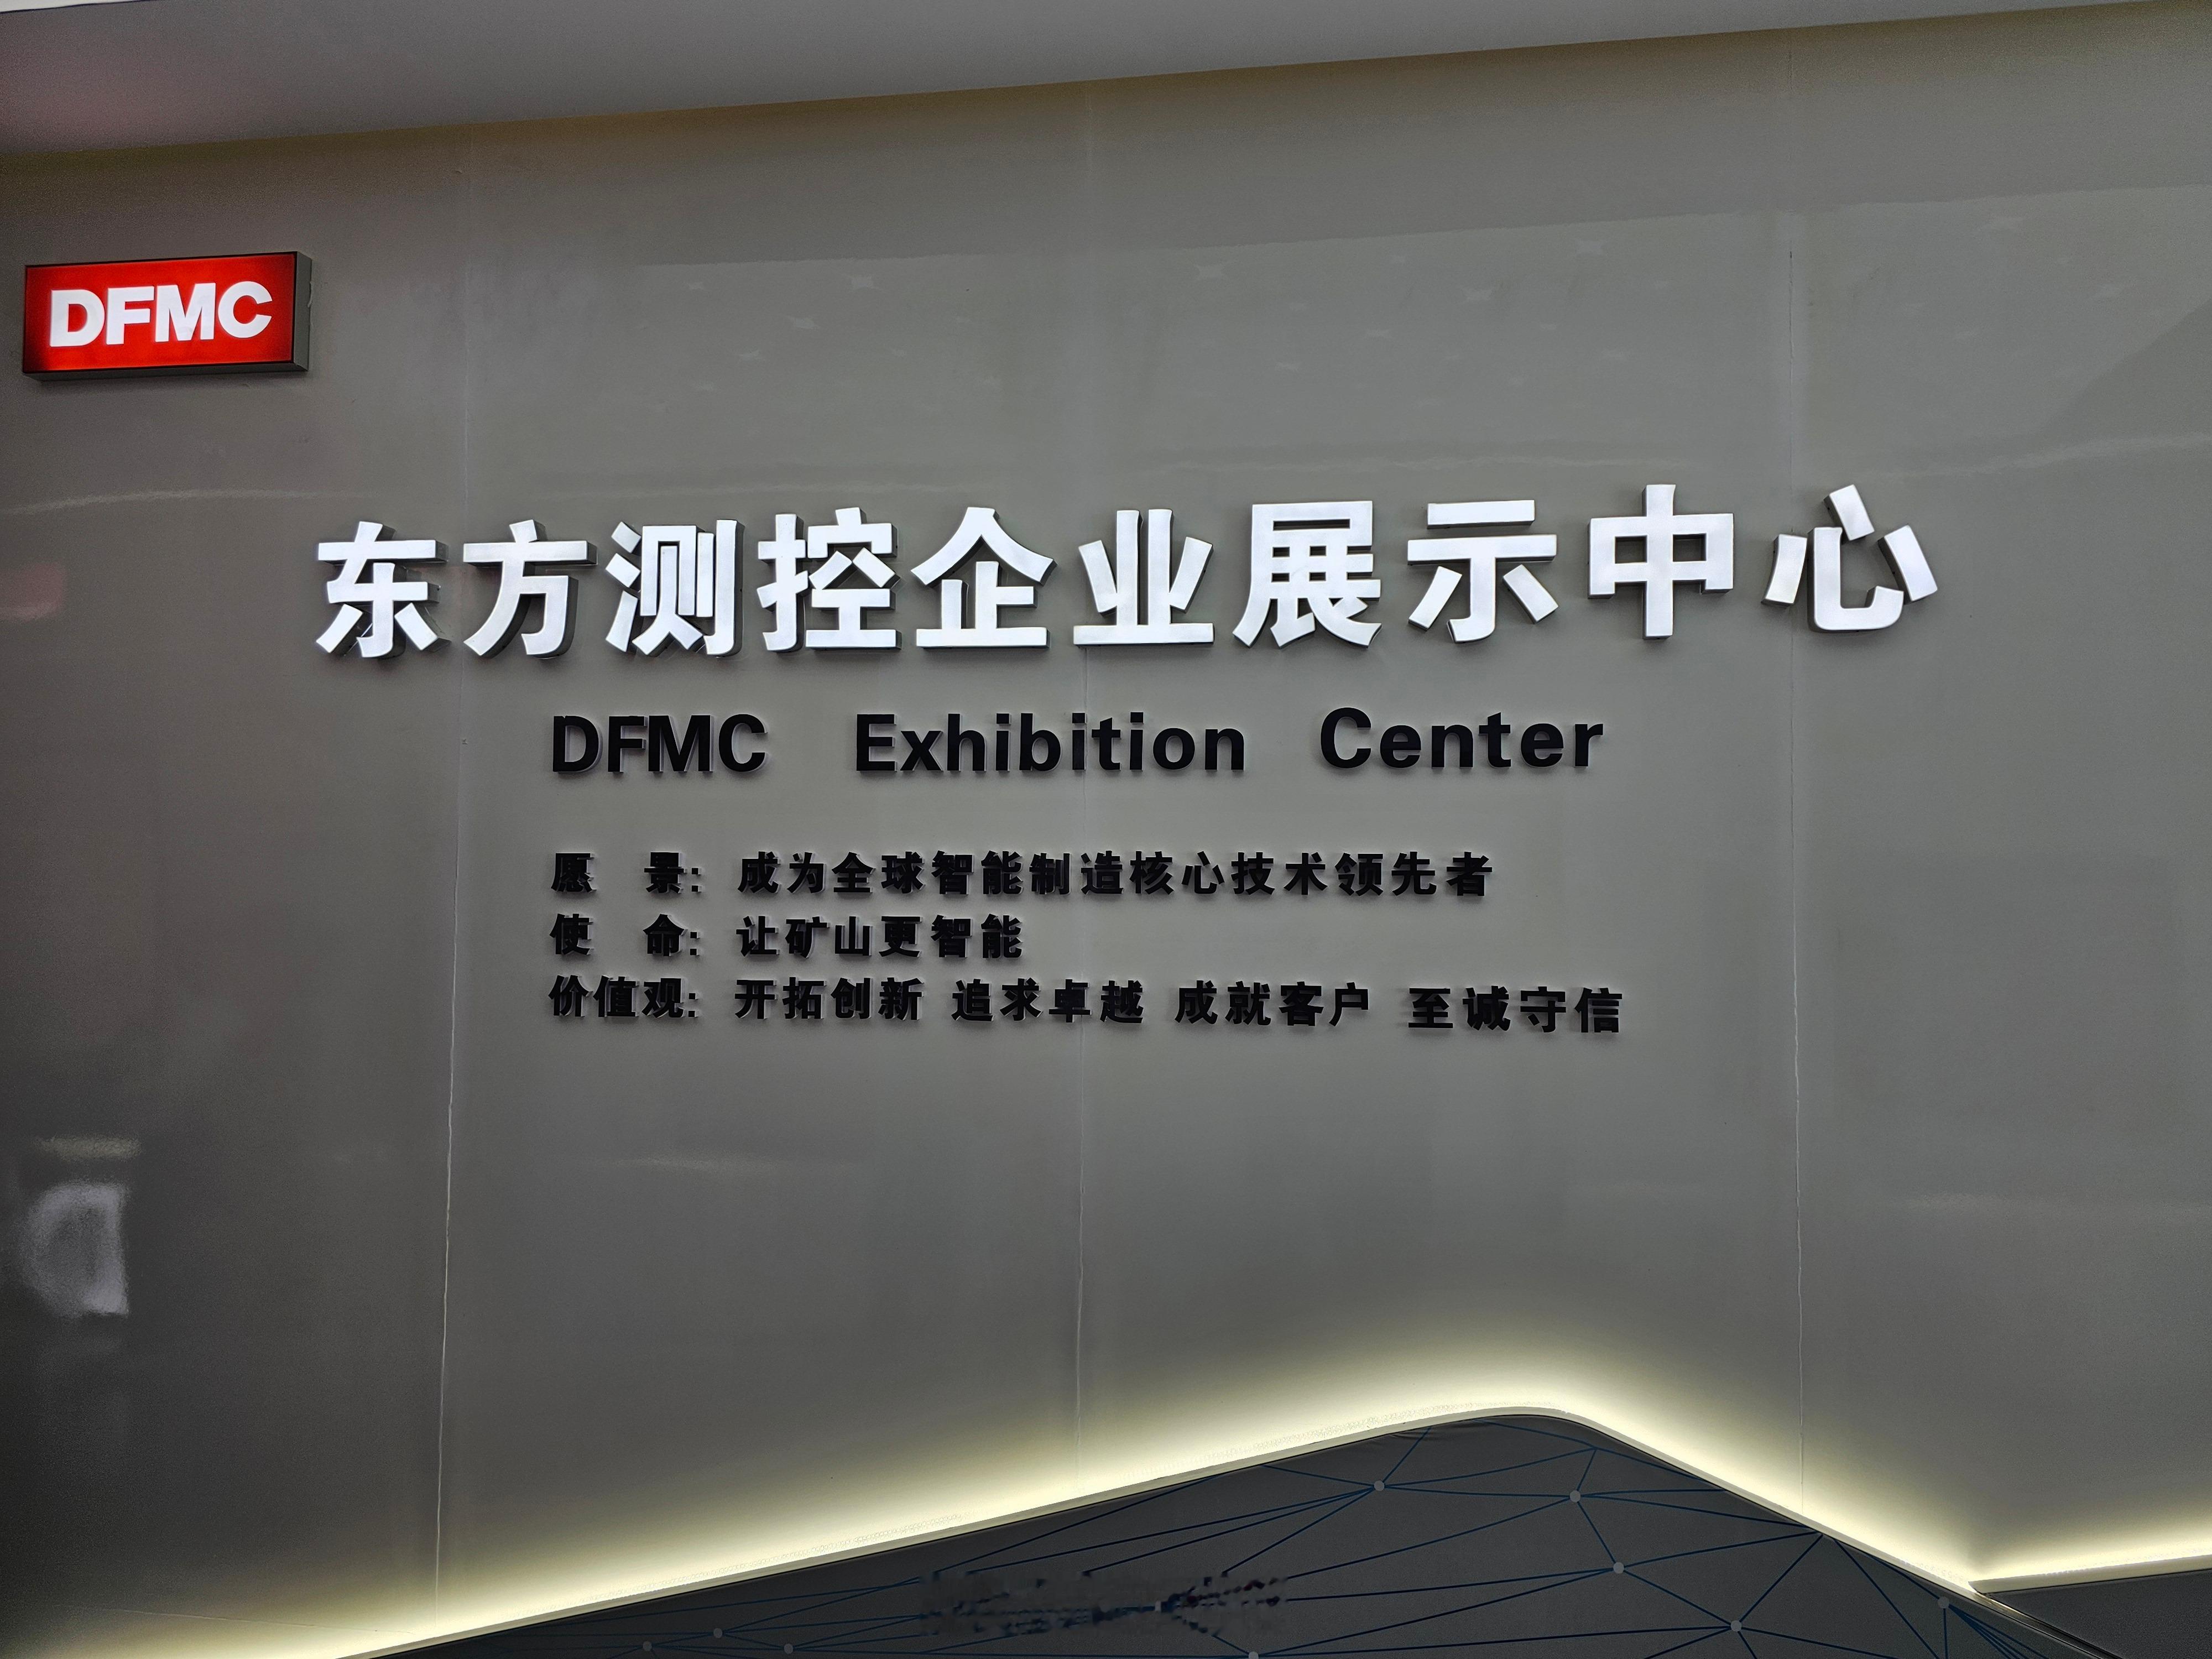 DFMC
东方测控企业展示中心
DFMC Exhibition Center
愿 景: 成为全球智能制造核心技术领先者
使 命: 让矿山更智能
价值观: 开拓创新 追求卓越 成就客户 至诚守信